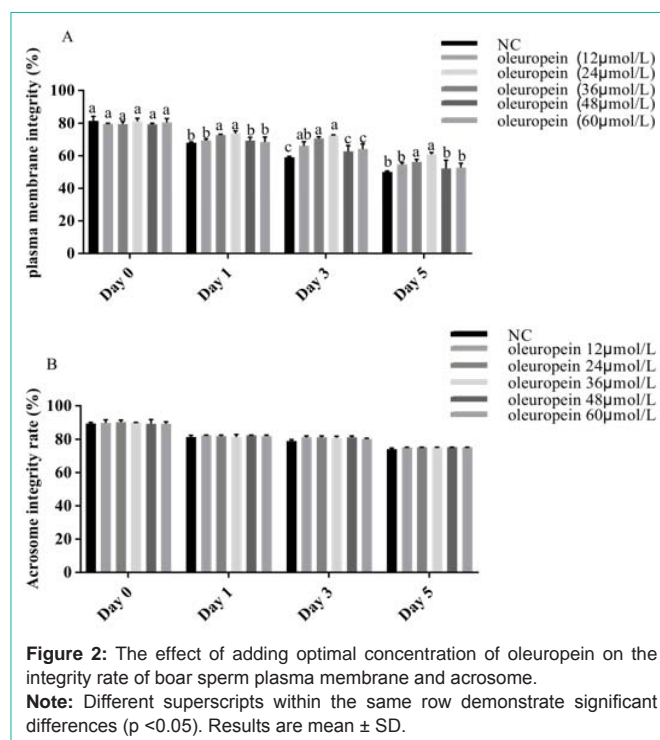 A
NC
oleuropein (12μmol/L)
oleuropein (24μmol/L)
oleuropein (36μmol/L)
oleuropein (48μmol/L)
oleuropein (60μmol/L)
plasma membrane integrity (%)
100
80
60
40
20
0
a a a a a a
b b a a b b
c ab a a c c
b b a a b b
Day 0
Day 1
Day 3
Day 5
B
NC
oleuropein 12μmol/L
oleuropein 24μmol/L
oleuropein 36μmol/L
oleuropein 48μmol/L
oleuropein 60μmol/L
Acrosome integrity rate (%)
100
80
60
40
20
0
Day 0
Day 1
Day 3
Day 5
Figure 2: The effect of adding optimal concentration of oleuropein on the
integrity rate of boar sperm plasma membrane and acrosome.
Note: Different superscripts within the same row demonstrate significant
differences (p <0.05). Results are mean ± SD.